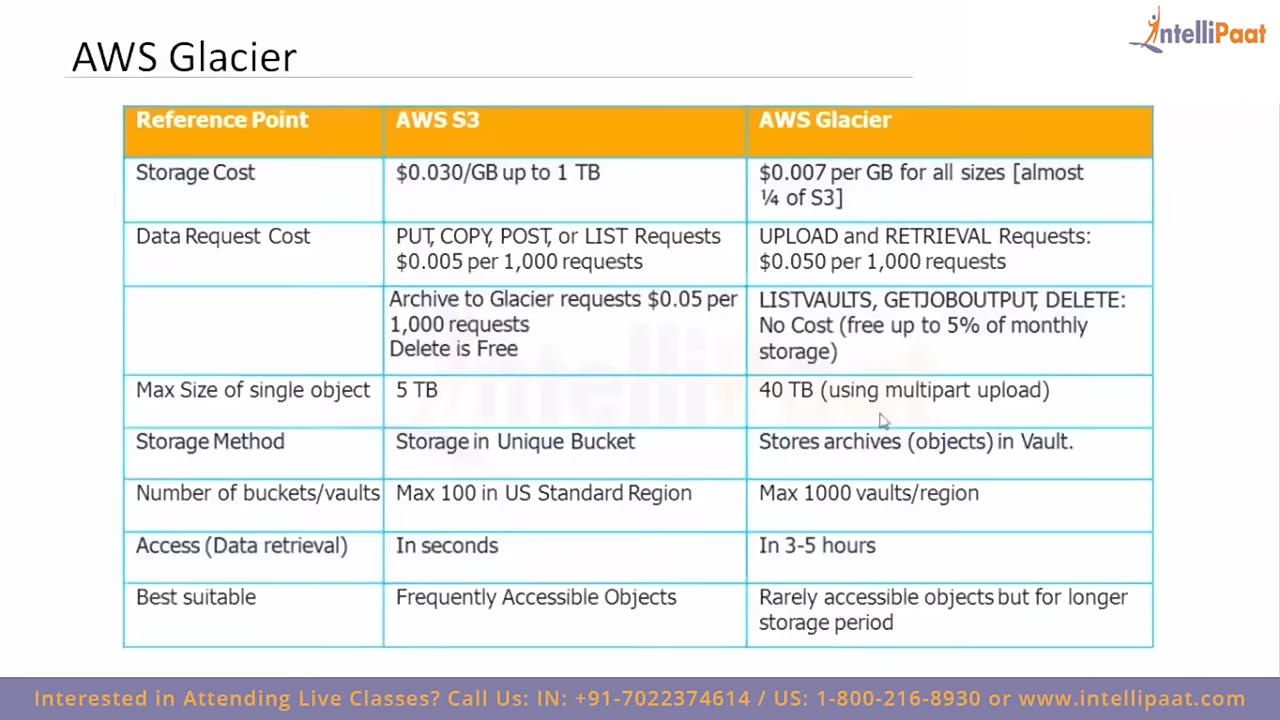 AWS Glacier
IntelliPaat
Reference Point
AWS S3
AWS Glacier
Storage Cost
$0.030/GB up to 1 TB
$0.007 per GB for all sizes [almost
¼ of S3]
Data Request Cost
PUT, COPY, POST, or LIST Requests
$0.005 per 1,000 requests
UPLOAD and RETRIEVAL Requests:
$0.050 per 1,000 requests
Archive to Glacier requests $0.05 per
1,000 requests
Delete is Free
LISTVAULTS, GETJOBOUTPUT, DELETE:
No Cost (free up to 5% of monthly
storage)
Max Size of single object
5 TB
40 TB (using multipart upload)
Storage Method
Storage in Unique Bucket
Stores archives (objects) in Vault.
Number of buckets/vaults
Max 100 in US Standard Region
Max 1000 vaults/region
Access (Data retrieval)
In seconds
In 3-5 hours
Best suitable
Frequently Accessible Objects
Rarely accessible objects but for longer
storage period
Interested in Attending Live Classes? Call Us: IN: +91-7022374614 / US: 1-800-216-8930 or www.intellipaat.com